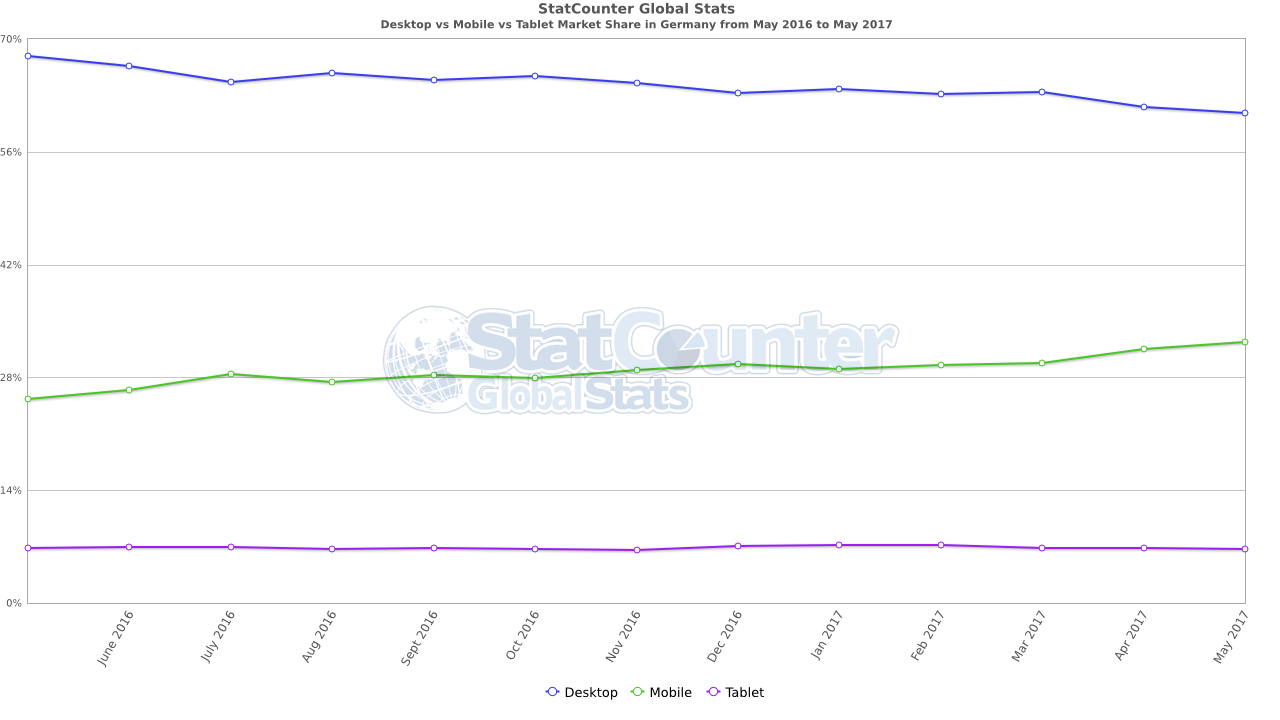 StatCounter Global Stats
Desktop vs Mobile vs Tablet Market Share in Germany from May 2016 to May 2017
70%
56%
42%
28%
14%
0%
StatCounter
GlobalStats
June 2016
July 2016
Aug 2016
Sept 2016
Oct 2016
Nov 2016
Dec 2016
Jan 2017
Feb 2017
Mar 2017
Apr 2017
May 2017
Desktop Mobile Tablet